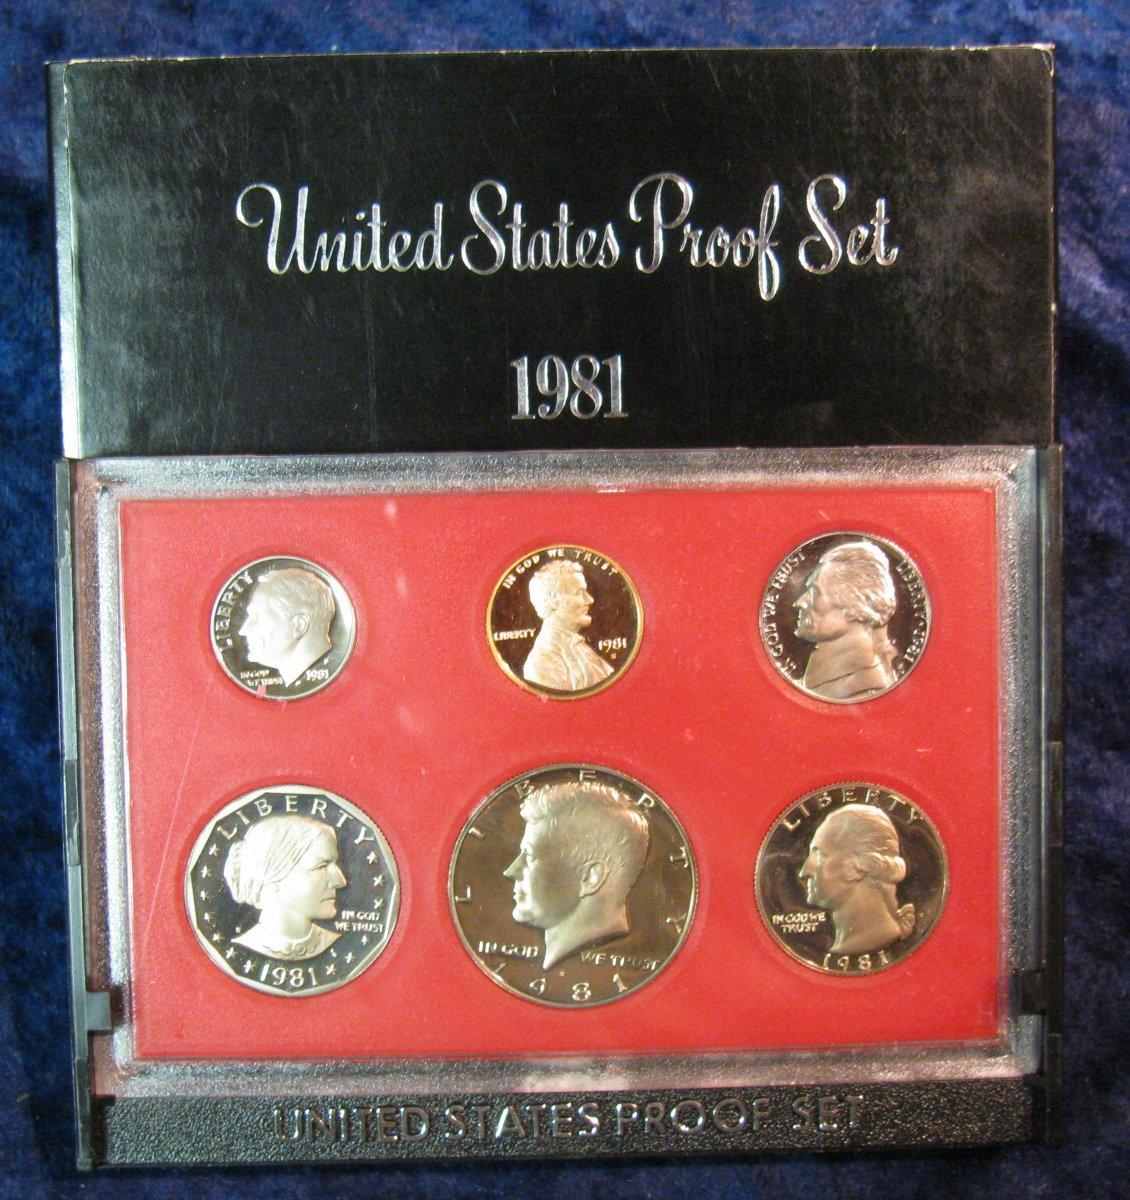 United States Proof Set
1981
LIBERTY
IN GOD
WE TRUST
1981
IN GOD WE TRUST
LIBERTY
1981
S
IN GOD WE TRUST
LIBERTY 1981
S
LIBERTY
IN GOD
WE TRUST
1981
LIBERTY
IN GOD WE TRUST
1981
LIBERTY
IN GOD WE
TRUST
1981
UNITED STATES PROOF SET